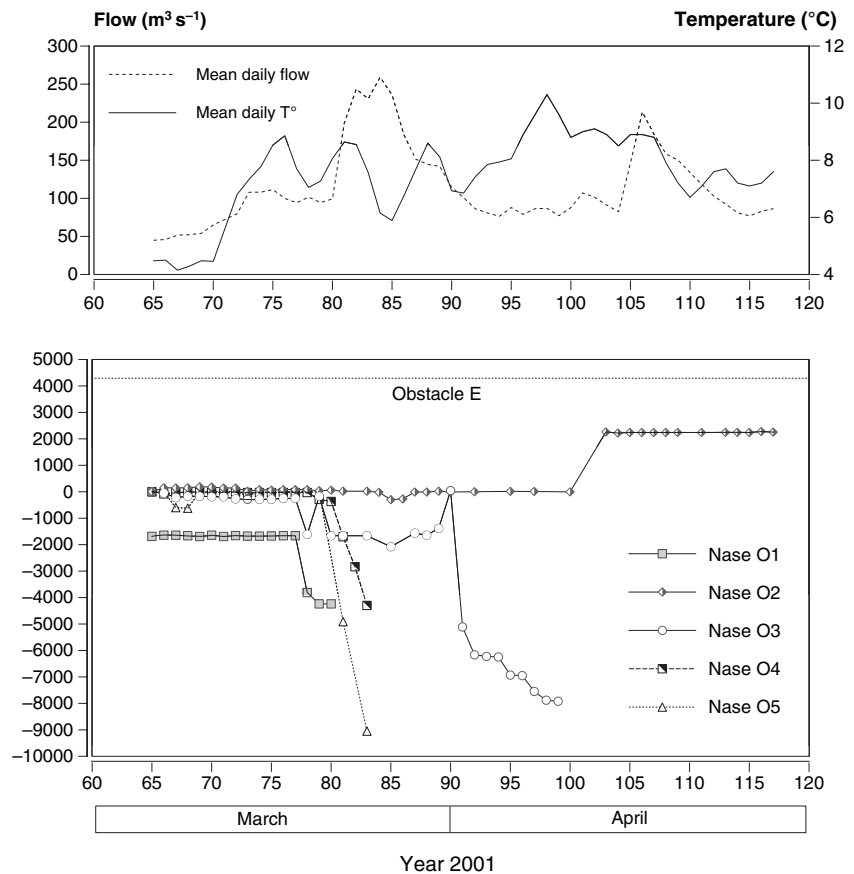 Flow (m³ s⁻¹) Temperature (°C)
300 12
Mean daily flow
250 10
Mean daily T°
200
150 8
100 6
50
0 4
60 65 70 75 80 85 90 95 100 105 110 115 120
5000
4000
Obstacle E
3000
2000
1000
0
–1000
–2000
Nase O1
–3000
Nase O2
–4000
–5000
Nase O3
–6000
Nase O4
–7000
–8000
Nase O5
–9000
–10000
60 65 70 75 80 85 90 95 100 105 110 115 120
March April
Year 2001